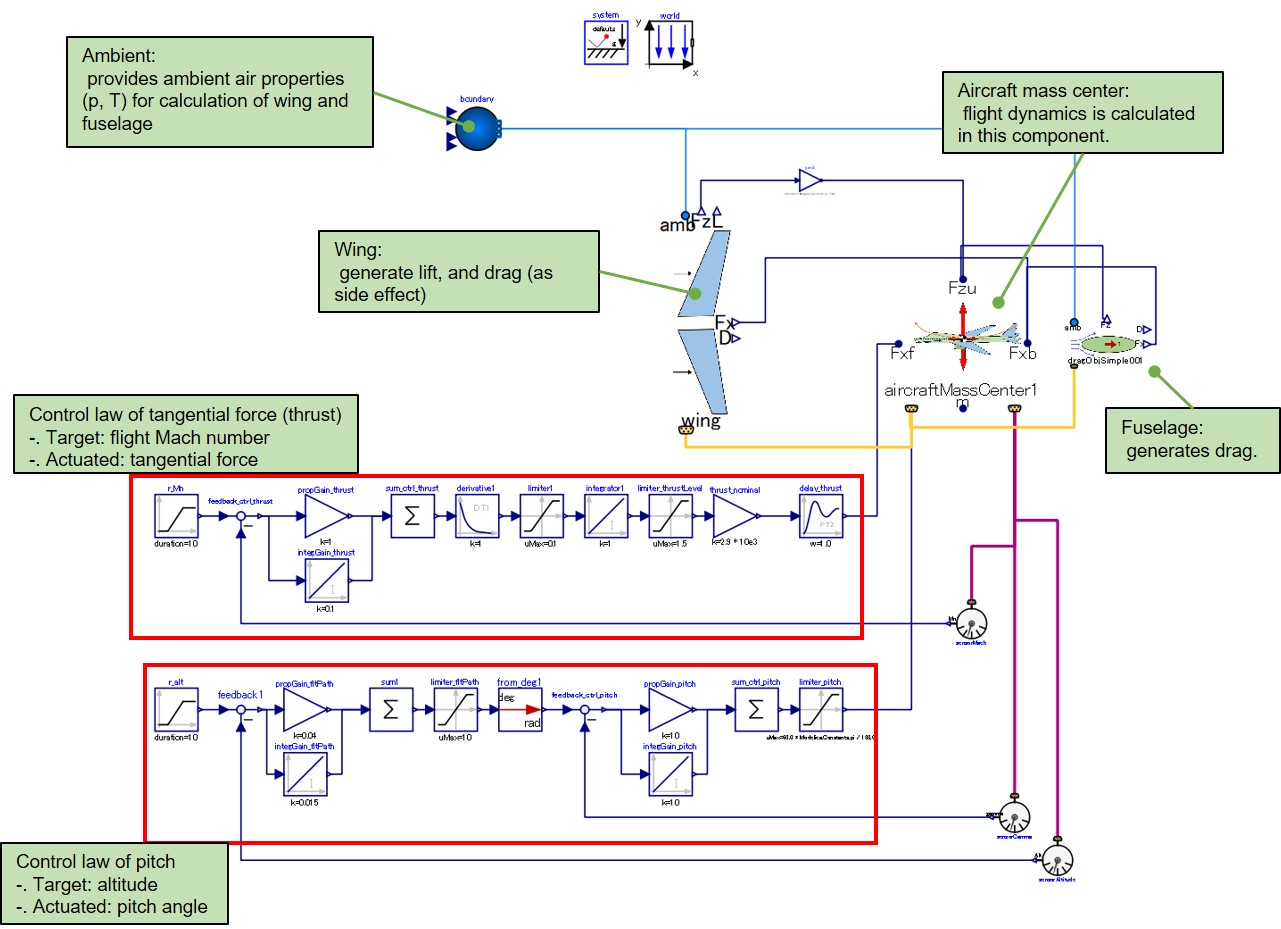 system
world
defaults
g
y
x
Ambient:
provides ambient air properties
(p, T) for calculation of wing and
fuselage
boundary
Aircraft mass center:
flight dynamics is calculated
in this component.
amb
FzL
Wing:
generate lift, and drag (as
side effect)
Fx
D
wing
Fzu
Fxf
Fxb
aircraftMassCenter1
m
amb
Fz
D
Fx
dragObjSimple001
Fuselage:
generates drag.
Control law of tangential force (thrust)
-. Target: flight Mach number
-. Actuated: tangential force
r_Mn
duration=10
feedback_ctrl_thrust
propGain_thrust
k=1
integGain_thrust
I
k=0.1
sum_ctrl_thrust
Σ
derivative1
DT1
k=1
limiter1
uMax=0.1
integrator1
I
k=1
limiter_thrustLevel
uMax=1.5
thrust_nominal
k=2.9 * 10e3
delay_thrust
PT2
w=1.0
sensorMach
r_alt
duration=10
feedback1
propGain_fltPath
k=0.04
integGain_fltPath
I
k=0.015
sum1
Σ
limiter_fltPath
uMax=10
from_deg1
deg
rad
feedback_ctrl_pitch
propGain_pitch
k=10
integGain_pitch
I
k=10
sum_ctrl_pitch
Σ
limiter_pitch
sensorGamma
sensorAltitude
Control law of pitch
-. Target: altitude
-. Actuated: pitch angle